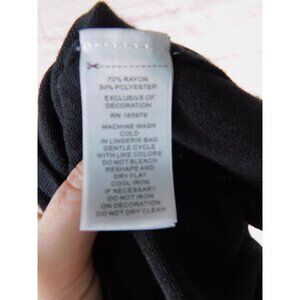 70% RAYON
30% POLYESTER
EXCLUSIVE OF
DECORATION
RN 165979
MACHINE WASH
COLD
IN LINGERIE BAG
GENTLE CYCLE
WITH LIKE COLORS
DO NOT BLEACH
RESHAPE AND
DRY FLAT
COOL IRON
IF NECESSARY
DO NOT IRON
ON DECORATION
DO NOT DRY CLEAN